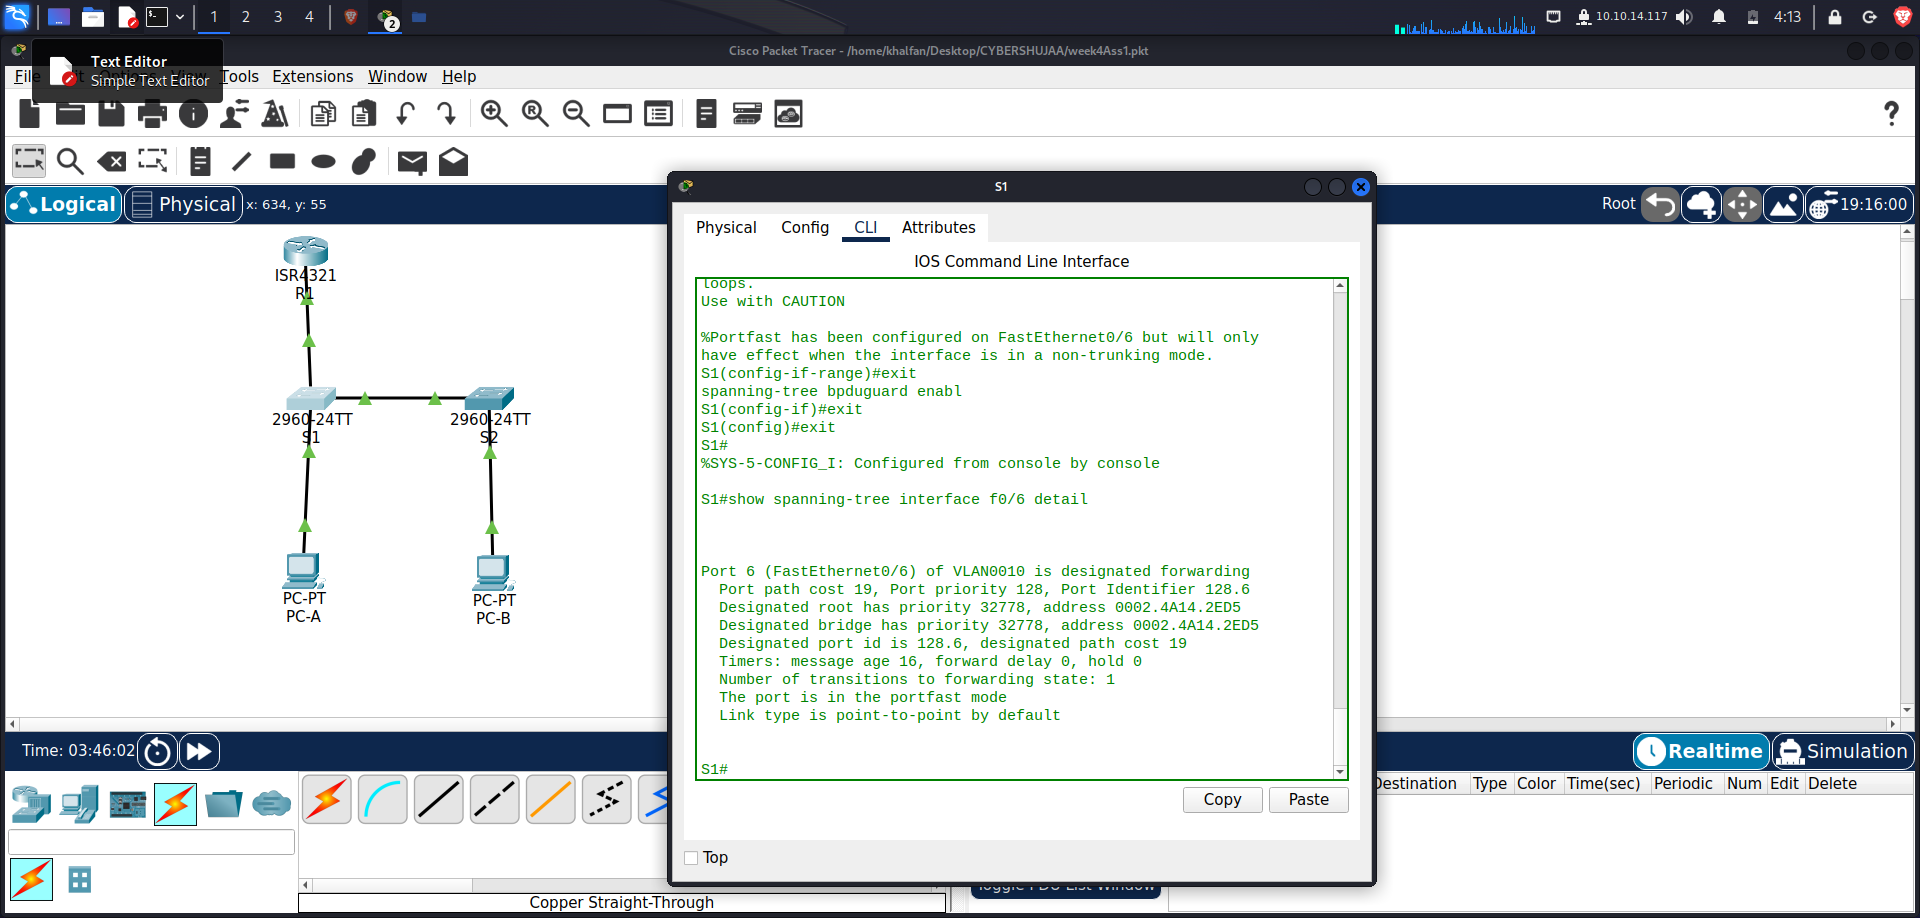 1 2 3 4
2
10.10.14.117
4:13
Cisco Packet Tracer - /home/khalfan/Desktop/CYBERSHUJAA/week4Ass1.pkt
Text Editor
Simple Text Editor
File
Tools Extensions Window Help
Logical Physical x: 634, y: 55
Root
19:16:00
ISR4321
R1
2960-24TT
S1
2960-24TT
S2
PC-PT
PC-A
PC-PT
PC-B
S1
Physical Config CLI Attributes
IOS Command Line Interface
loops.
Use with CAUTION
%Portfast has been configured on FastEthernet0/6 but will only
have effect when the interface is in a non-trunking mode.
S1(config-if-range)#exit
spanning-tree bpduguard enabl
S1(config-if)#exit
S1(config)#exit
S1#
%SYS-5-CONFIG_I: Configured from console by console
S1#show spanning-tree interface f0/6 detail
Port 6 (FastEthernet0/6) of VLAN0010 is designated forwarding
Port path cost 19, Port priority 128, Port Identifier 128.6
Designated root has priority 32778, address 0002.4A14.2ED5
Designated bridge has priority 32778, address 0002.4A14.2ED5
Designated port id is 128.6, designated path cost 19
Timers: message age 16, forward delay 0, hold 0
Number of transitions to forwarding state: 1
The port is in the portfast mode
Link type is point-to-point by default
S1#
Copy Paste
Top
Time: 03:46:02
Realtime Simulation
Destination Type Color Time(sec) Periodic Num Edit Delete
Toggle PDU List Window
Copper Straight-Through